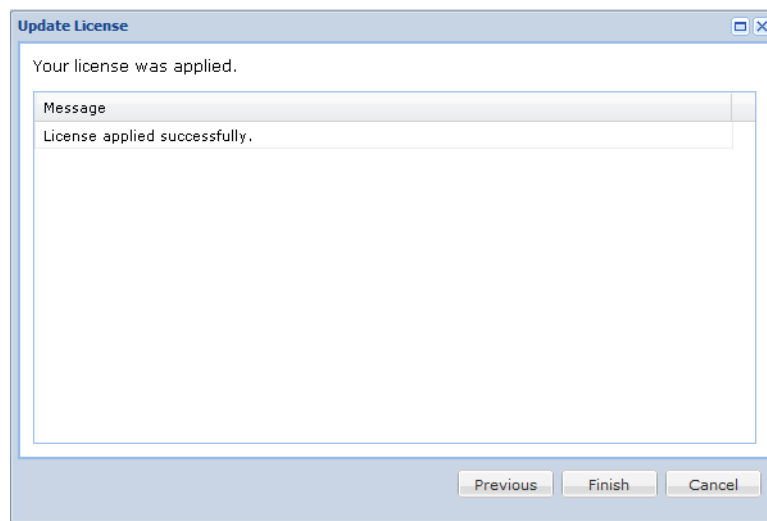 Update License
Your license was applied.
Message
License applied successfully.
Previous Finish Cancel